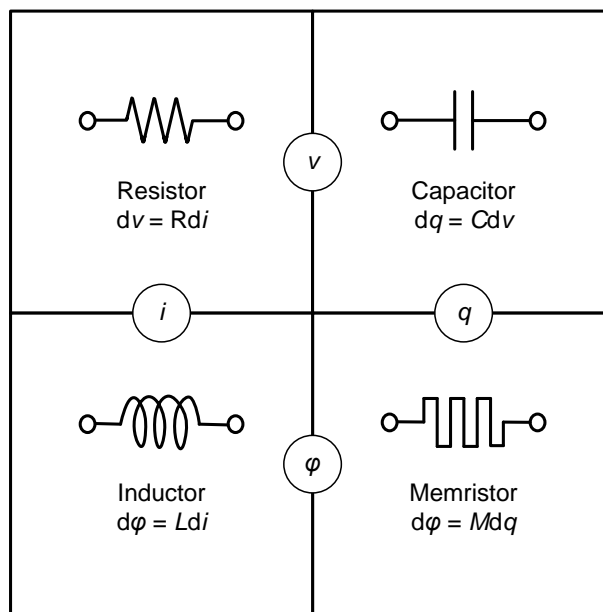 v
Resistor
dv = Rdi
Capacitor
dq = Cdv
i
q
φ
Inductor
dφ = Ldi
Memristor
dφ = Mdq